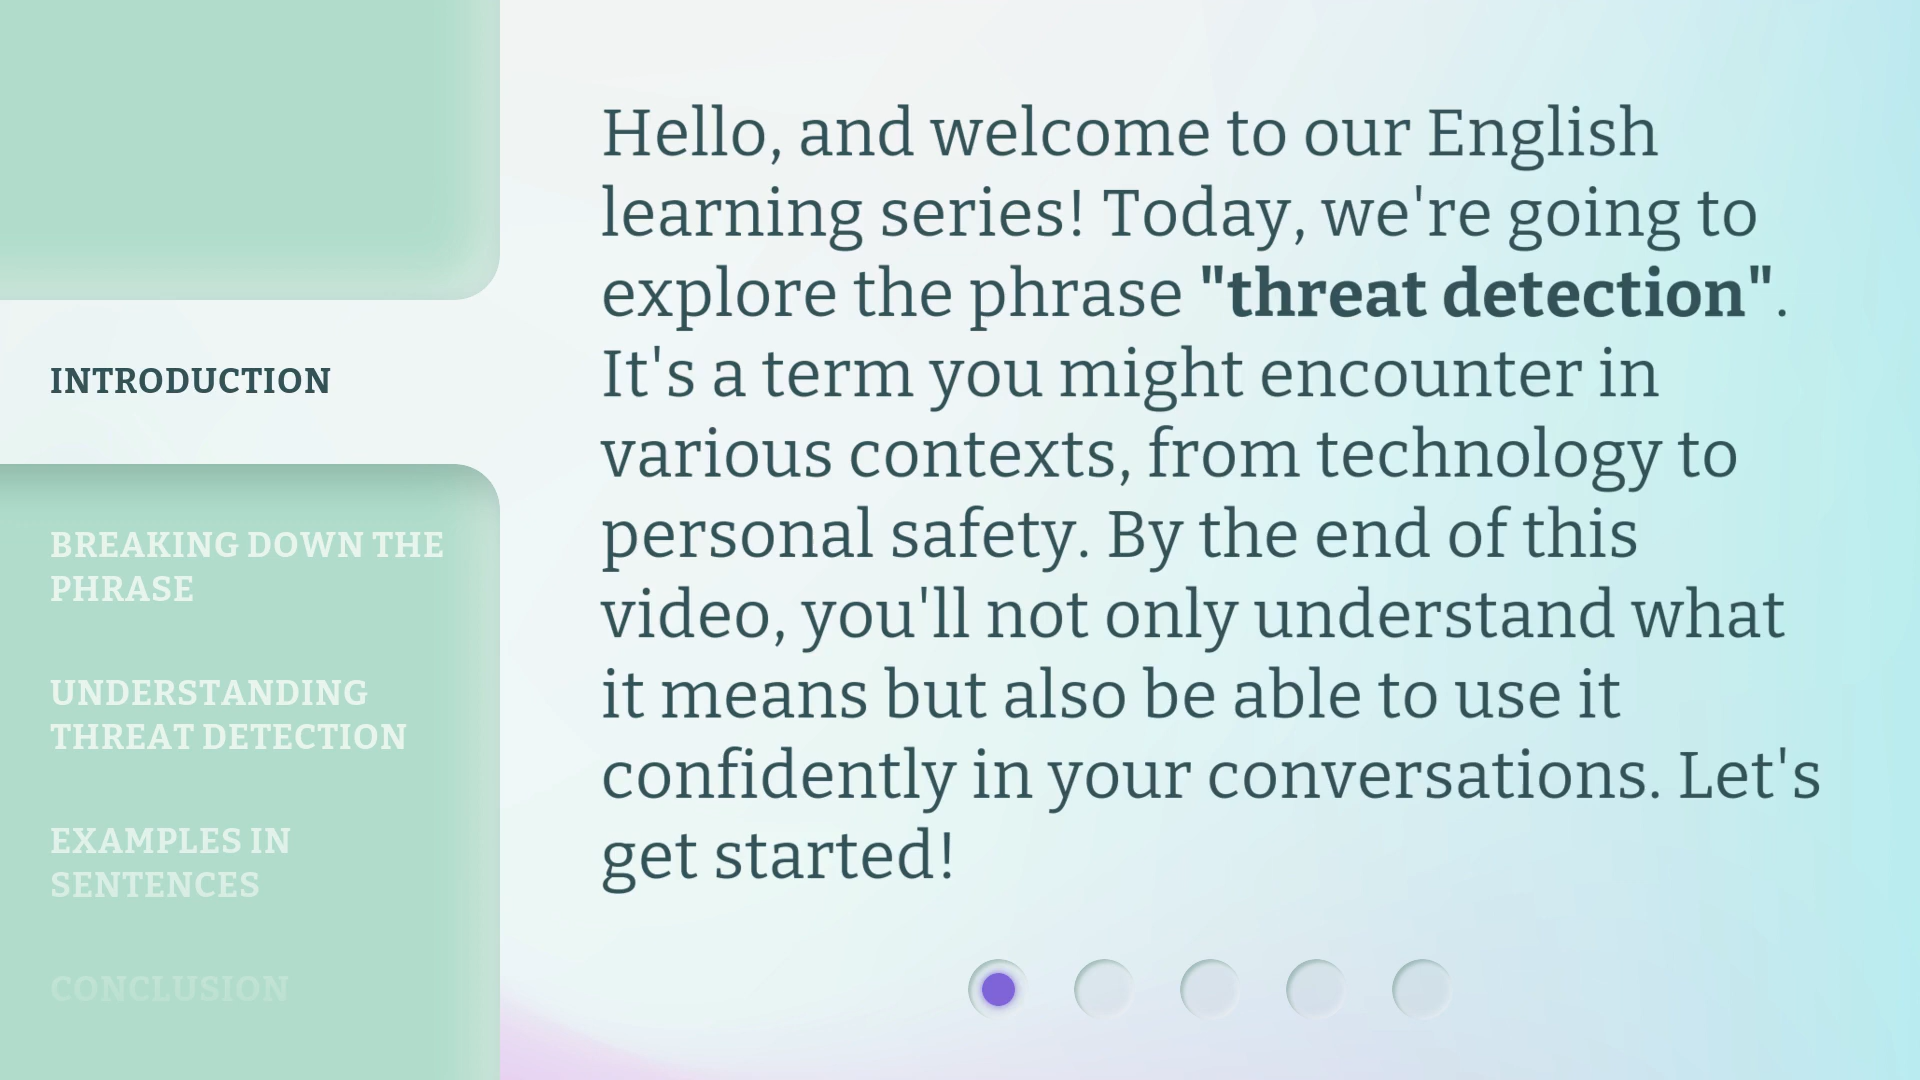 INTRODUCTION
BREAKING DOWN THE
PHRASE
UNDERSTANDING
THREAT DETECTION
EXAMPLES IN
SENTENCES
CONCLUSION
Hello, and welcome to our English
learning series! Today, we're going to
explore the phrase "threat detection".
It's a term you might encounter in
various contexts, from technology to
personal safety. By the end of this
video, you'll not only understand what
it means but also be able to use it
confidently in your conversations. Let's
get started!